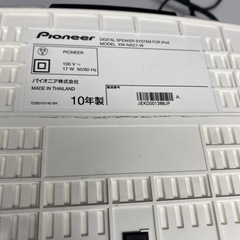 Pioneer
DIGITAL SPEAKER SYSTEM FOR iPod
MODEL XW-NAC1-W
PIONEER
100 V ~
17 W 50/60 Hz
パイオニア株式会社
MADE IN THAILAND
10年製
JEKD001386JP
A